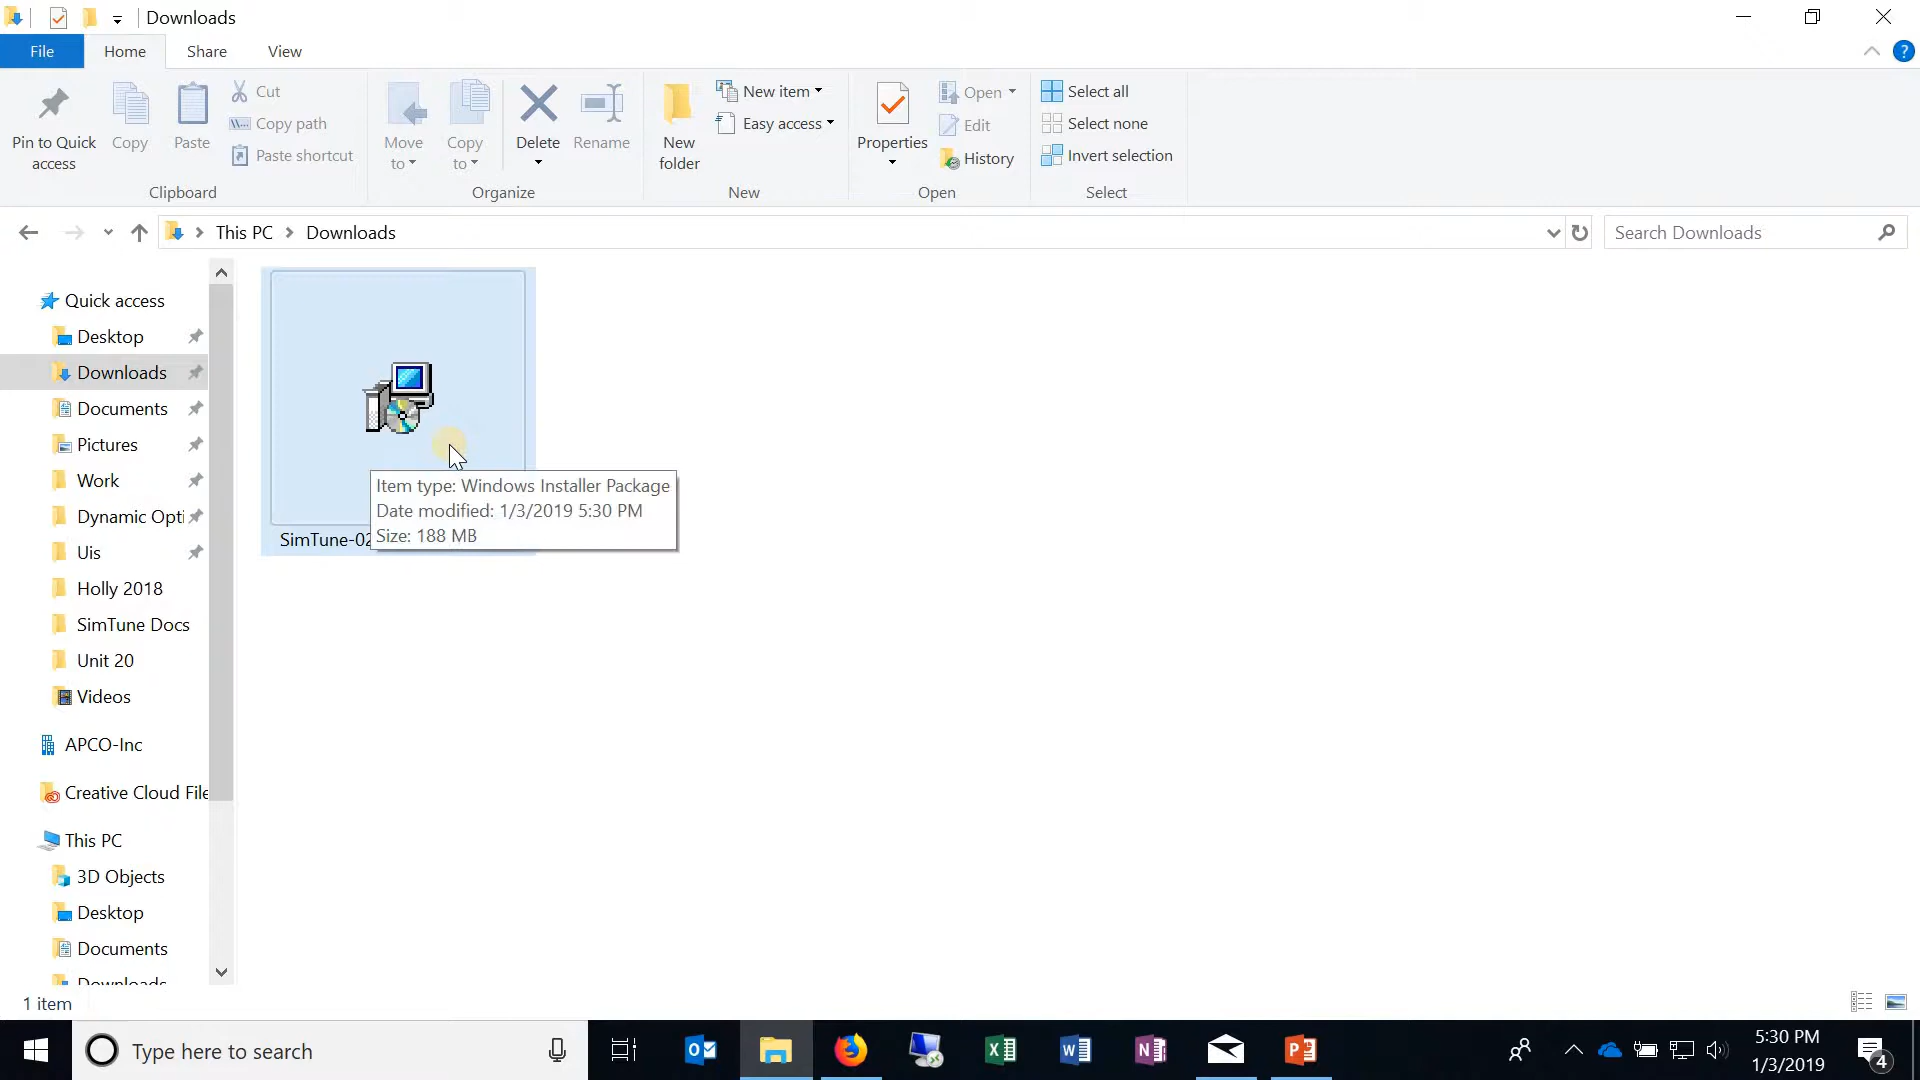 Downloads
File
Home
Share
View
?
Pin to Quick
access
Copy
Paste
Cut
Copy path
Paste shortcut
Clipboard
Move
to
Copy
to
Delete
Rename
Organize
New
folder
New item
Easy access
New
Properties
Open
Edit
History
Open
Select all
Select none
Invert selection
Select
This PC
Downloads
Search Downloads
Quick access
Desktop
Downloads
Documents
Pictures
Work
Dynamic Opti
Uis
Holly 2018
SimTune Docs
Unit 20
Videos
APCO-Inc
Creative Cloud File
This PC
3D Objects
Desktop
Documents
Downloads
Item type: Windows Installer Package
Date modified: 1/3/2019 5:30 PM
Size: 188 MB
SimTune-02
1 item
Type here to search
5:30 PM
1/3/2019
4